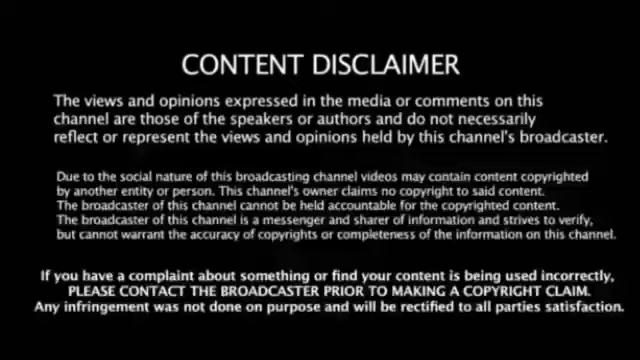 CONTENT DISCLAIMER
The views and opinions expressed in the media or comments on this
channel are those of the speakers or authors and do not necessarily
reflect or represent the views and opinions held by this channel's broadcaster.
Due to the social nature of this broadcasting channel videos may contain content copyrighted
by another entity or person. This channel's owner claims no copyright to said content.
The broadcaster of this channel cannot be held accountable for the copyrighted content.
The broadcaster of this channel is a messenger and sharer of information and strives to verify,
but cannot warrant the accuracy of copyrights or completeness of the information on this channel.
If you have a complaint about something or find your content is being used incorrectly,
PLEASE CONTACT THE BROADCASTER PRIOR TO MAKING A COPYRIGHT CLAIM.
Any infringement was not done on purpose and will be rectified to all parties satisfaction.